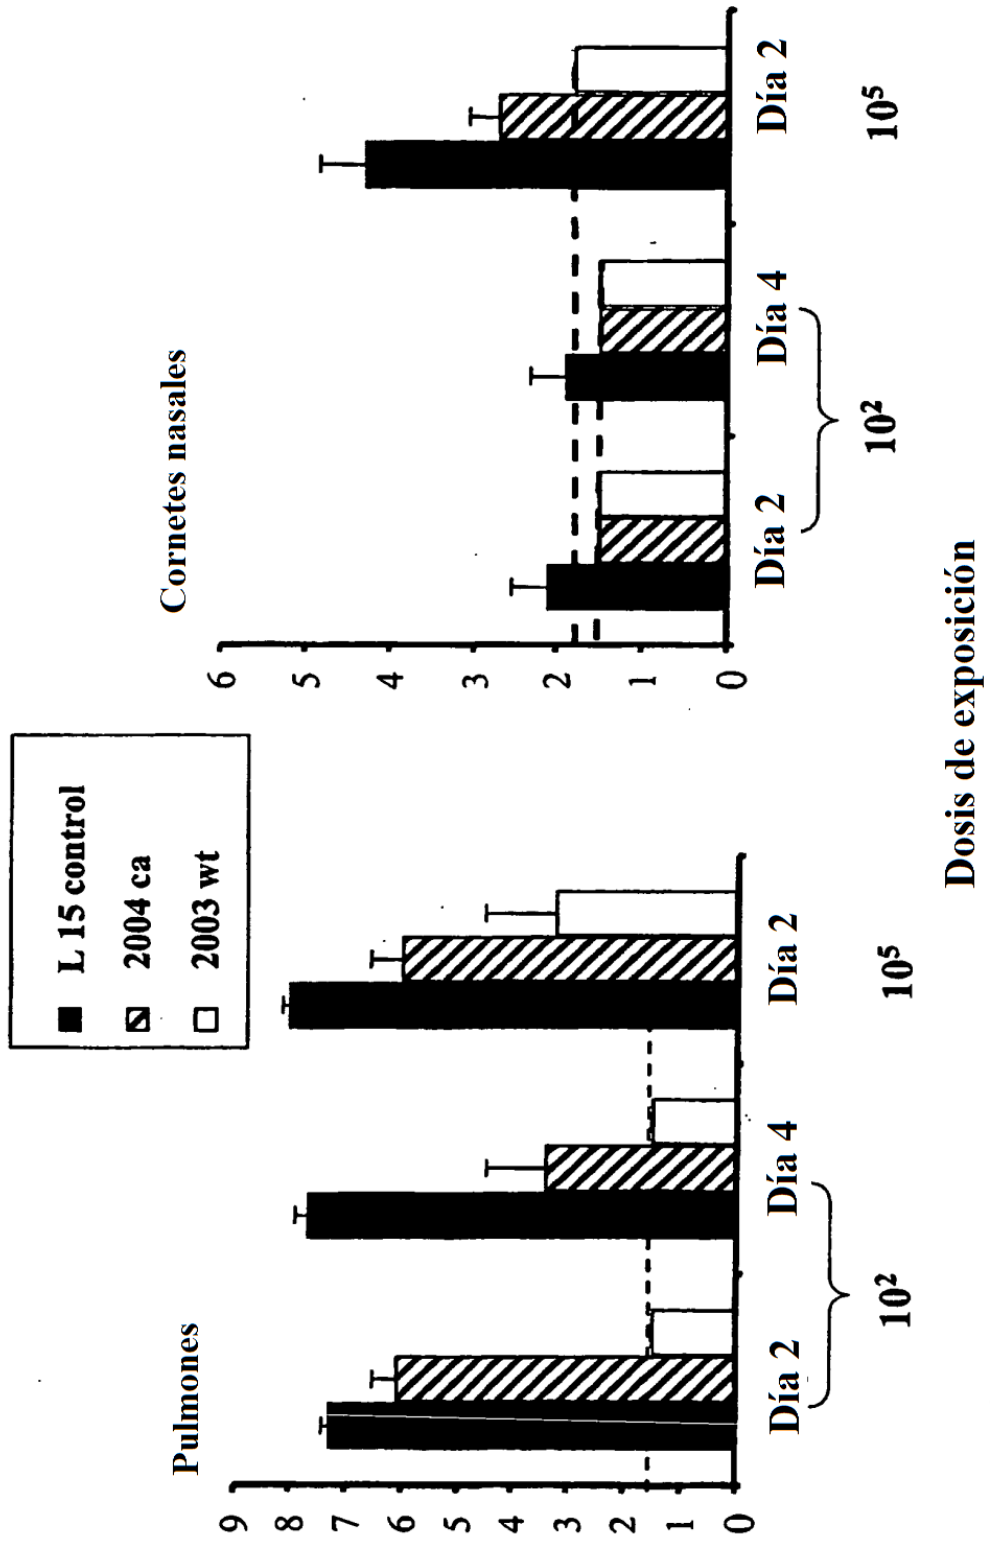 L 15 control
2004 ca
2003 wt
Pulmones
9
8
7
6
5
4
3
2
1
0
Día 2
Día 4
Día 2
10²
10⁵
Cornetes nasales
6
5
4
3
2
1
0
Día 2
Día 4
Día 2
10²
10⁵
Dosis de exposición